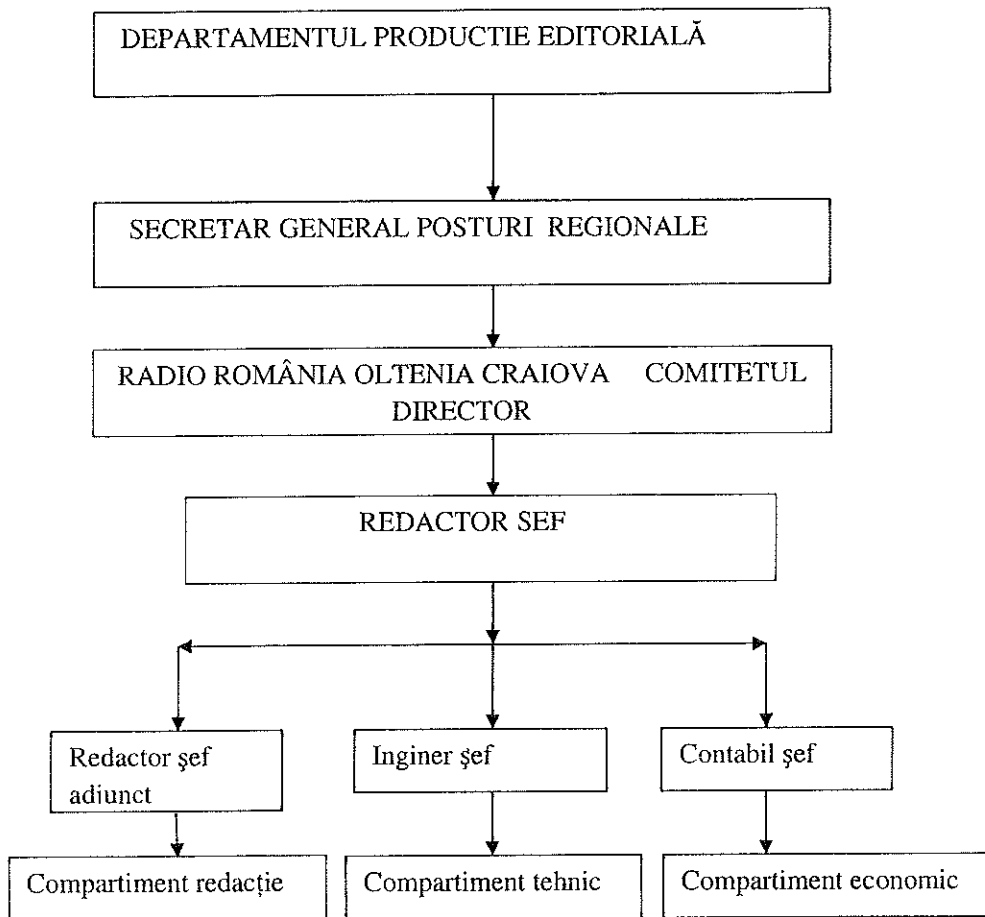 DEPARTAMENTUL PRODUCTIE EDITORIALĂ
SECRETAR GENERAL POSTURI REGIONALE
RADIO ROMÂNIA OLTENIA CRAIOVA COMITETUL
DIRECTOR
REDACTOR SEF
Redactor şef
adiunct
Inginer şef
Contabil şef
Compartiment redacţie
Compartiment tehnic
Compartiment economic